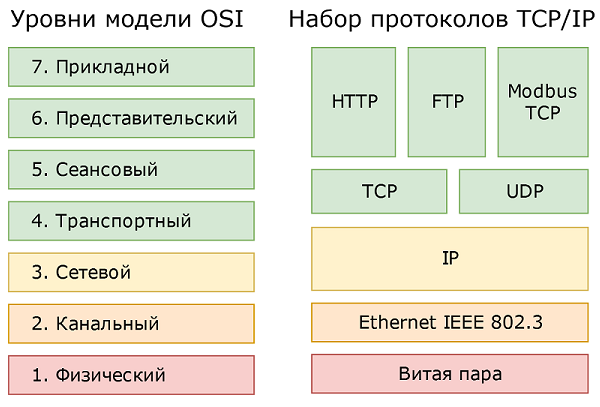 Уровни модели OSI
7. Прикладной
6. Представительский
5. Сеансовый
4. Транспортный
3. Сетевой
2. Канальный
1. Физический
Набор протоколов TCP/IP
HTTP
FTP
Modbus
TCP
TCP
UDP
IP
Ethernet IEEE 802.3
Витая пара